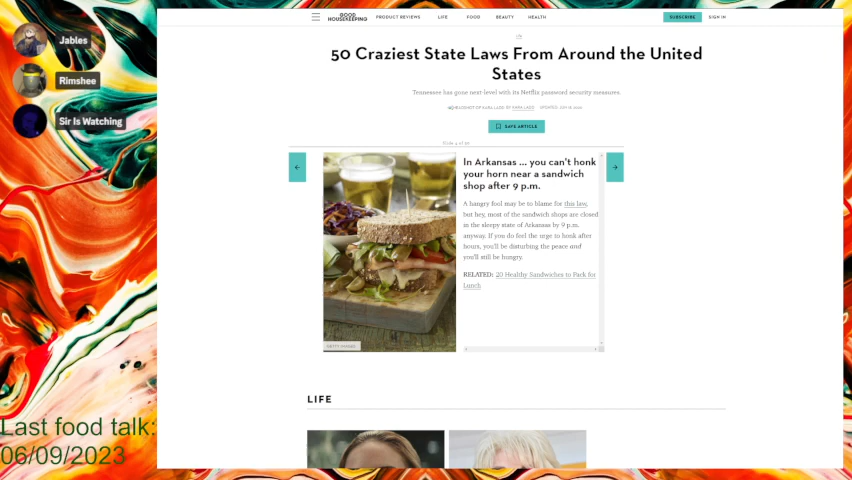 Jables
Rimshee
Sir Is Watching
Last food talk:
06/09/2023
GOOD
HOUSEKEEPING
PRODUCT REVIEWS
LIFE
FOOD
BEAUTY
HEALTH
SUBSCRIBE
SIGN IN
50 Craziest State Laws From Around the United
States
Tennessee has gone next-level with its Netflix password security measures.
BY KARA LADD
SAVE ARTICLE
In Arkansas ... you can't honk
your horn near a sandwich
shop after 9 p.m.
A hangry fool may be to blame for this law,
but hey, most of the sandwich shops are closed
in the sleepy state of Arkansas by 9 p.m.
anyway. If you do feel the urge to honk after
hours, you'll be disturbing the peace and
you'll still be hungry.
RELATED: 20 Healthy Sandwiches to Pack for
Lunch
GETTY IMAGES
LIFE